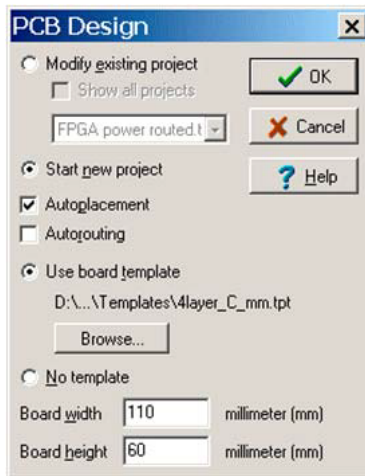 PCB Design
Modify existing project
OK
Show all projects
FPGA power routed.t
Cancel
Start new project
Help
Autoplacement
Autorouting
Use board template
D:\...\Templates\4layer_C_mm.tpt
Browse...
No template
Board width 110 millimeter (mm)
Board height 60 millimeter (mm)